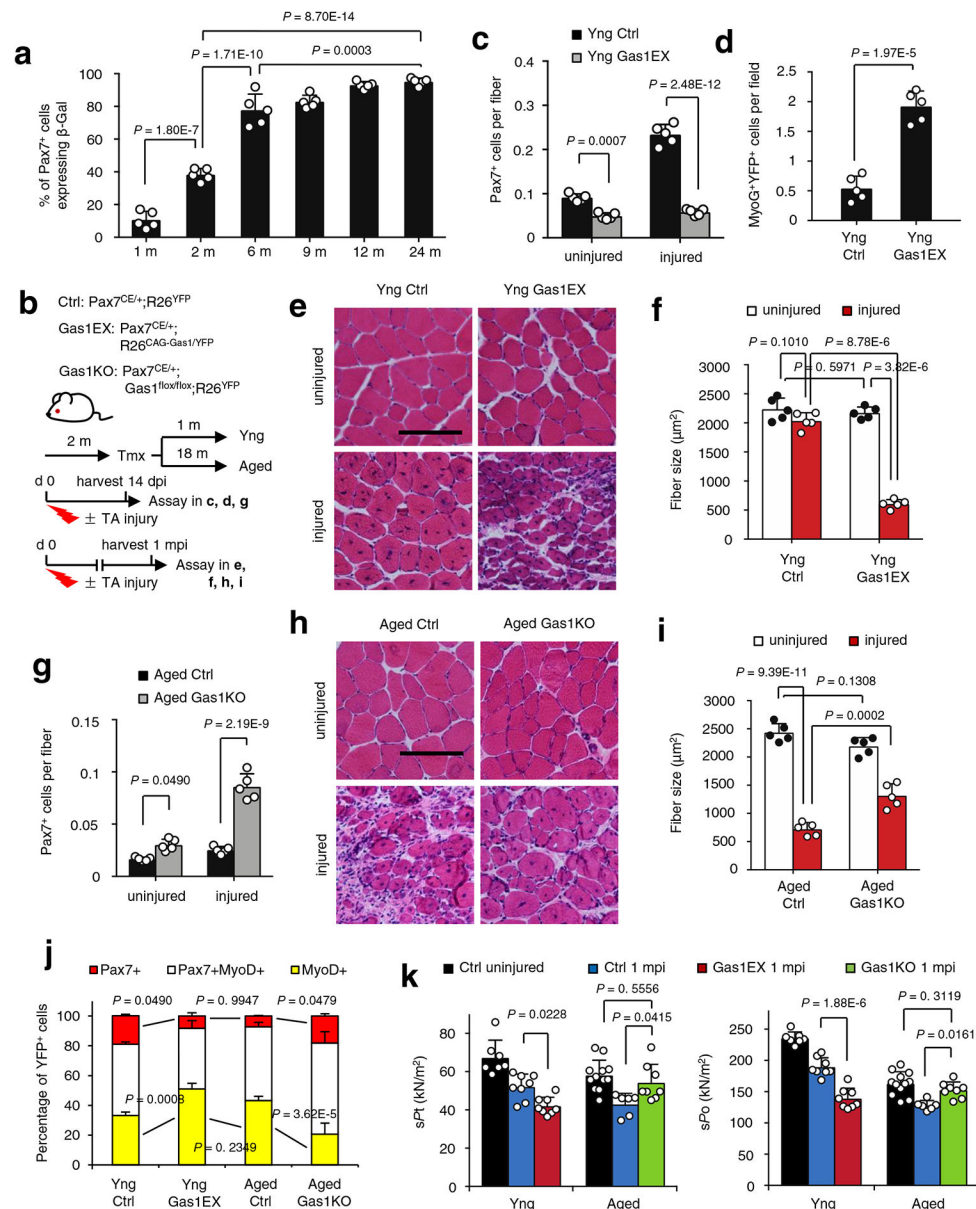 a
P = 8.70E-14
P = 1.71E-10
P = 0.0003
P = 1.80E-7
% of Pax7+ cells
expressing β-Gal
100
80
60
40
20
0
1 m
2 m
6 m
9 m
12 m
24 m
c
Yng Ctrl
Yng Gas1EX
P = 2.48E-12
P = 0.0007
Pax7+ cells per fiber
0.4
0.3
0.2
0.1
0
uninjured
injured
d
P = 1.97E-5
MyoG+YFP+ cells per field
2.5
2
1.5
1
0.5
0
Yng
Ctrl
Yng
Gas1EX
b
Ctrl: Pax7CE/+;R26YFP
Gas1EX: Pax7CE/+;
R26CAG-Gas1/YFP
Gas1KO: Pax7CE/+;
Gas1flox/flox;R26YFP
2 m
Tmx
1 m
Yng
18 m
Aged
d 0
harvest 14 dpi
Assay in c, d, g
± TA injury
d 0
harvest 1 mpi
Assay in e,
f, h, i
± TA injury
e
Yng Ctrl
Yng Gas1EX
uninjured
injured
f
uninjured
injured
P = 0.1010
P = 8.78E-6
P = 0. 5971
P = 3.82E-6
Fiber size (µm2)
3000
2500
2000
1500
500
0
Yng
Ctrl
Yng
Gas1EX
g
Aged Ctrl
Aged Gas1KO
P = 2.19E-9
P = 0.0490
Pax7+ cells per fiber
0.15
0.1
0.05
0
uninjured
injured
h
Aged Ctrl
Aged Gas1KO
uninjured
injured
i
uninjured
injured
P = 9.39E-11
P = 0.1308
P = 0.0002
Fiber size (µm2)
3000
2500
2000
1500
500
0
Aged
Ctrl
Aged
Gas1KO
j
Pax7+
Pax7+MyoD+
MyoD+
P = 0.0490
P = 0.9947
P = 0.0479
P = 0.0008
P = 3.62E-5
P = 0. 2349
Percentage of YFP+ cells
100
80
60
40
20
0
Yng
Ctrl
Yng
Gas1EX
Aged
Ctrl
Aged
Gas1KO
k
Ctrl uninjured
Ctrl 1 mpi
Gas1EX 1 mpi
Gas1KO 1 mpi
P = 0. 5556
P = 0.0228
P = 0.0415
sPt (kN/m2)
80
60
40
20
0
Yng
Aged
P = 1.88E-6
P = 0.3119
P = 0.0161
sPo (kN/m2)
250
200
150
100
50
0
Yng
Aged